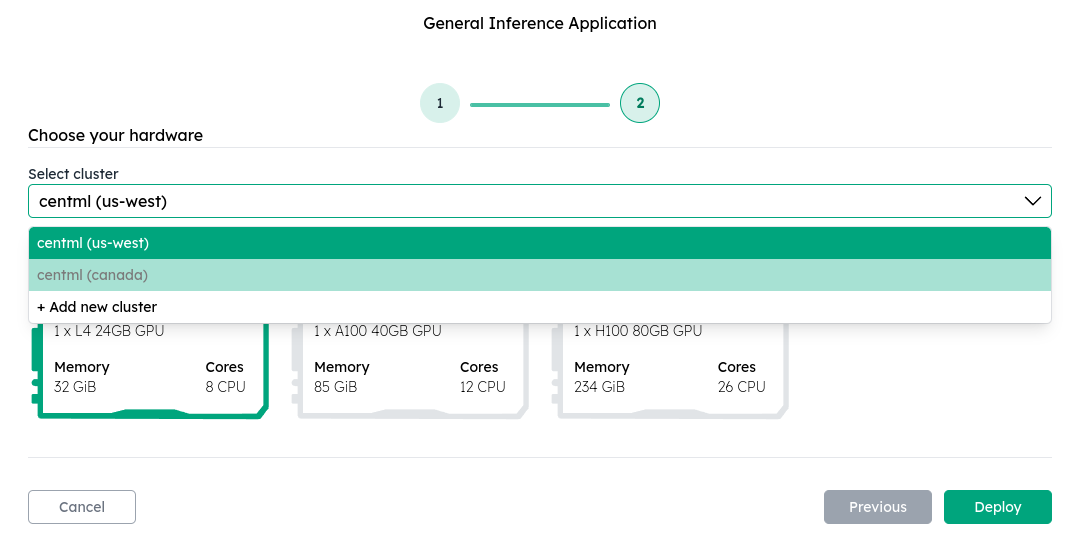 General Inference Application
1 2
Choose your hardware
Select cluster
centml (us-west)
centml (us-west)
centml (canada)
+ Add new cluster
1 x L4 24GB GPU 1 x A100 40GB GPU 1 x H100 80GB GPU
Memory Cores Memory Cores Memory Cores
32 GiB 8 CPU 85 GiB 12 CPU 234 GiB 26 CPU
Cancel Previous Deploy